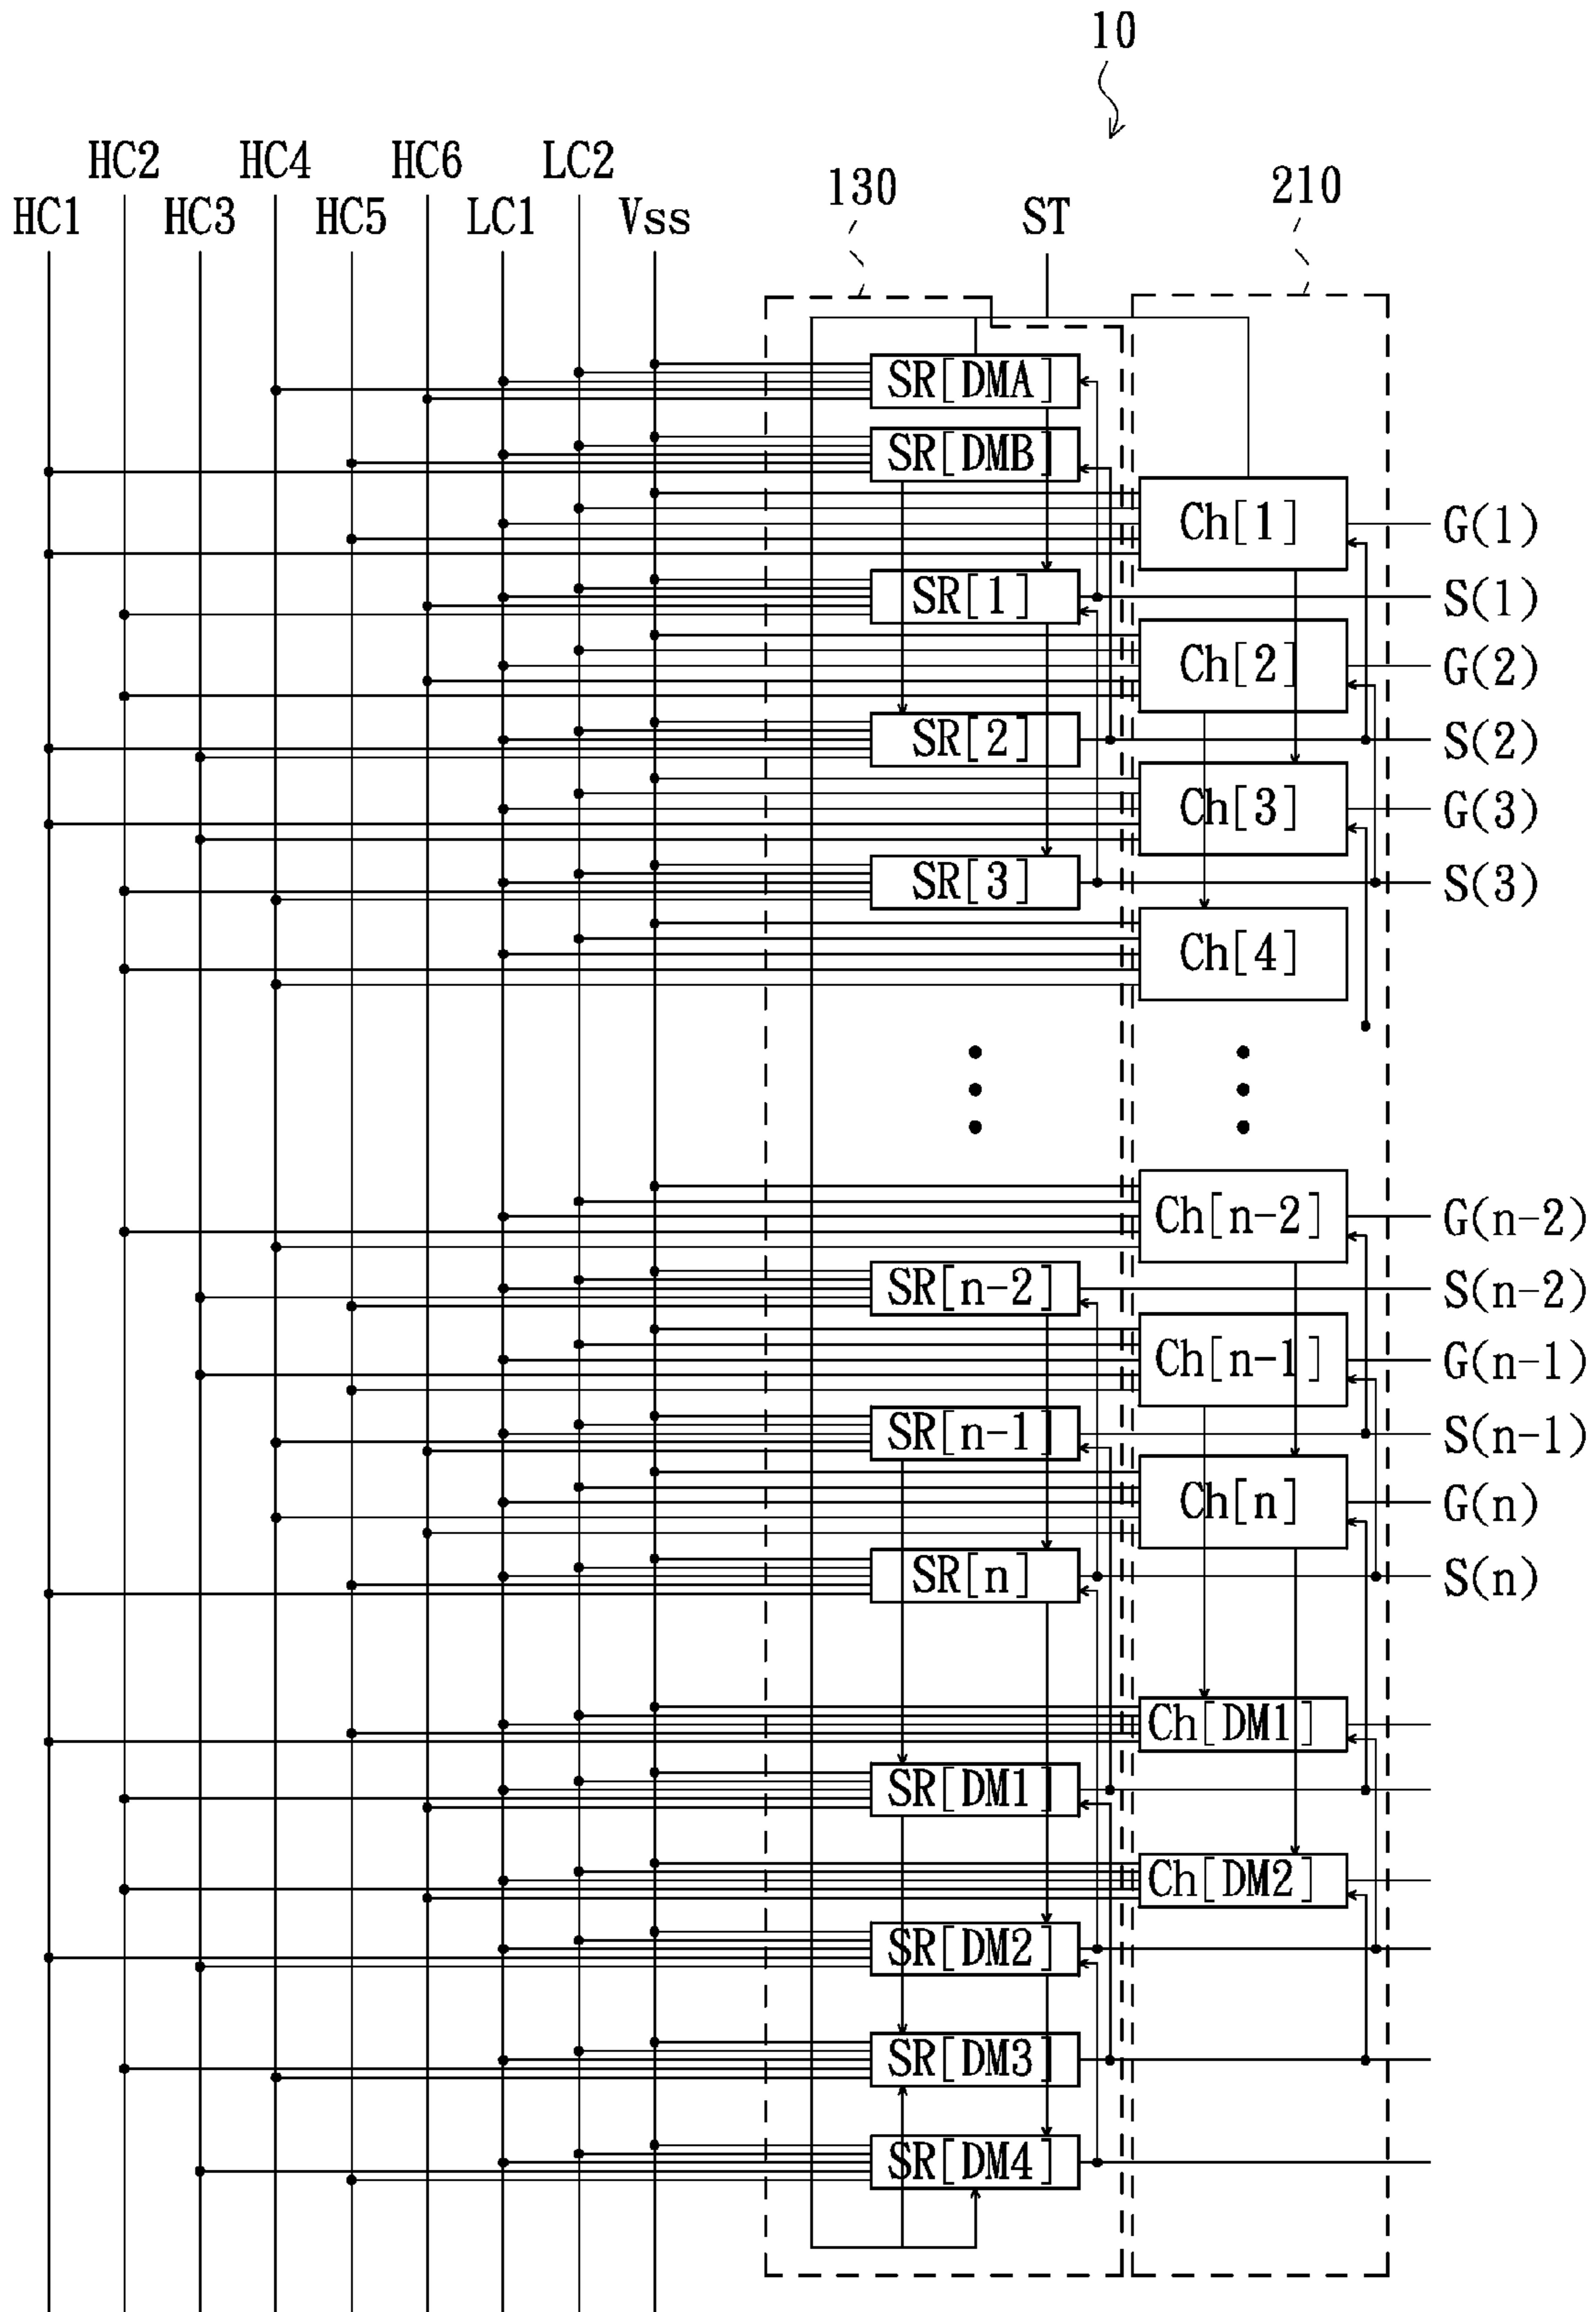 10
HC2 HC4 HC6 LC2
130 210
HC1 HC3 HC5 LC1 Vss ST
SR[DMA]
SR[DMB]
Ch[1] G(1)
SR[1] S(1)
Ch[2] G(2)
SR[2] S(2)
Ch[3] G(3)
SR[3] S(3)
Ch[4]
Ch[n-2] G(n-2)
SR[n-2] S(n-2)
Ch[n-1] G(n-1)
SR[n-1] S(n-1)
Ch[n] G(n)
SR[n] S(n)
Ch[DM1]
SR[DM1]
Ch[DM2]
SR[DM2]
SR[DM3]
SR[DM4]